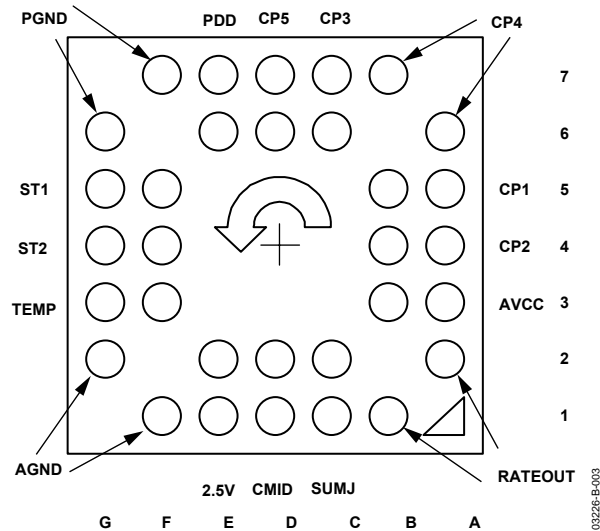 PGND PDD CP5 CP3 CP4
7
6
ST1 CP1 5
ST2 CP2 4
TEMP AVCC 3
2
1
AGND RATEOUT
2.5V CMID SUMJ
G F E D C B A
03226-B-003